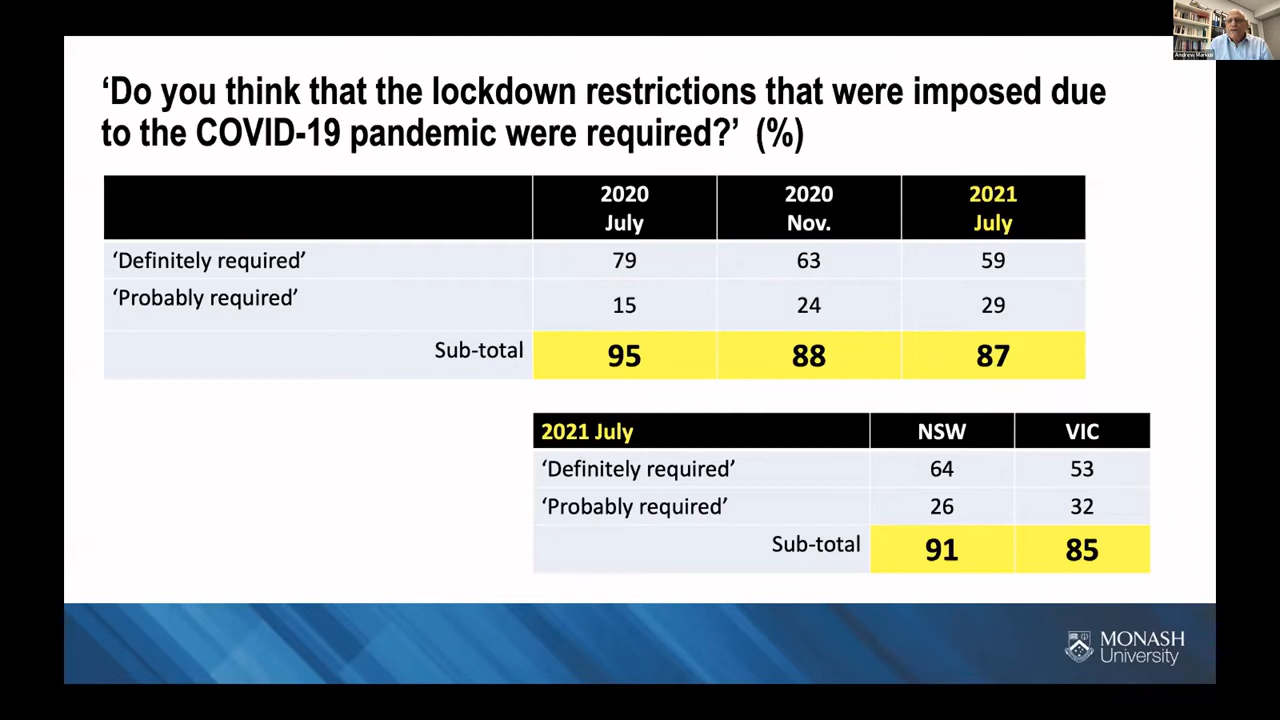 ‘Do you think that the lockdown restrictions that were imposed due
to the COVID-19 pandemic were required?’ (%)
2020 July
2020 Nov.
2021 July
‘Definitely required’ 79 63 59
‘Probably required’ 15 24 29
Sub-total 95 88 87
2021 July NSW VIC
‘Definitely required’ 64 53
‘Probably required’ 26 32
Sub-total 91 85
MONASH
University
Andrew Markus